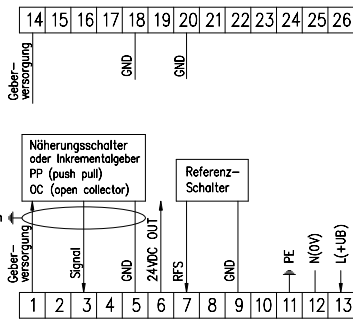 14 15 16 17 18 19 20 21 22 23 24 25 26
Geber-
versorgung
GND
GND
Näherungsschalter
oder Inkrementalgeber
PP (push pull)
OC (open collector)
Referenz-
Schalter
Geber-
versorgung
Signal
GND
24VDC OUT
RFS
GND
PE
N(0V)
L(+UB)
1 2 3 4 5 6 7 8 9 10 11 12 13